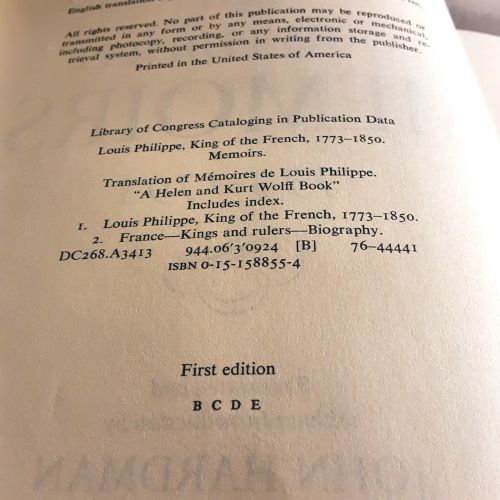 English translation
All rights reserved. No part of this publication may be reproduced or
transmitted in any form or by any means, electronic or mechanical,
including photocopy, recording, or any information storage and re-
trieval system, without permission in writing from the publisher.
Printed in the United States of America
Library of Congress Cataloging in Publication Data
Louis Philippe, King of the French, 1773–1850.
Memoirs.
Translation of Mémoires de Louis Philippe.
"A Helen and Kurt Wolff Book"
Includes index.
1. Louis Philippe, King of the French, 1773–1850.
2. France—Kings and rulers—Biography.
DC268.A3413 944.06'3'0924 [B] 76-44441
ISBN 0-15-158855-4
First edition
B C D E
JOHN HARDMAN